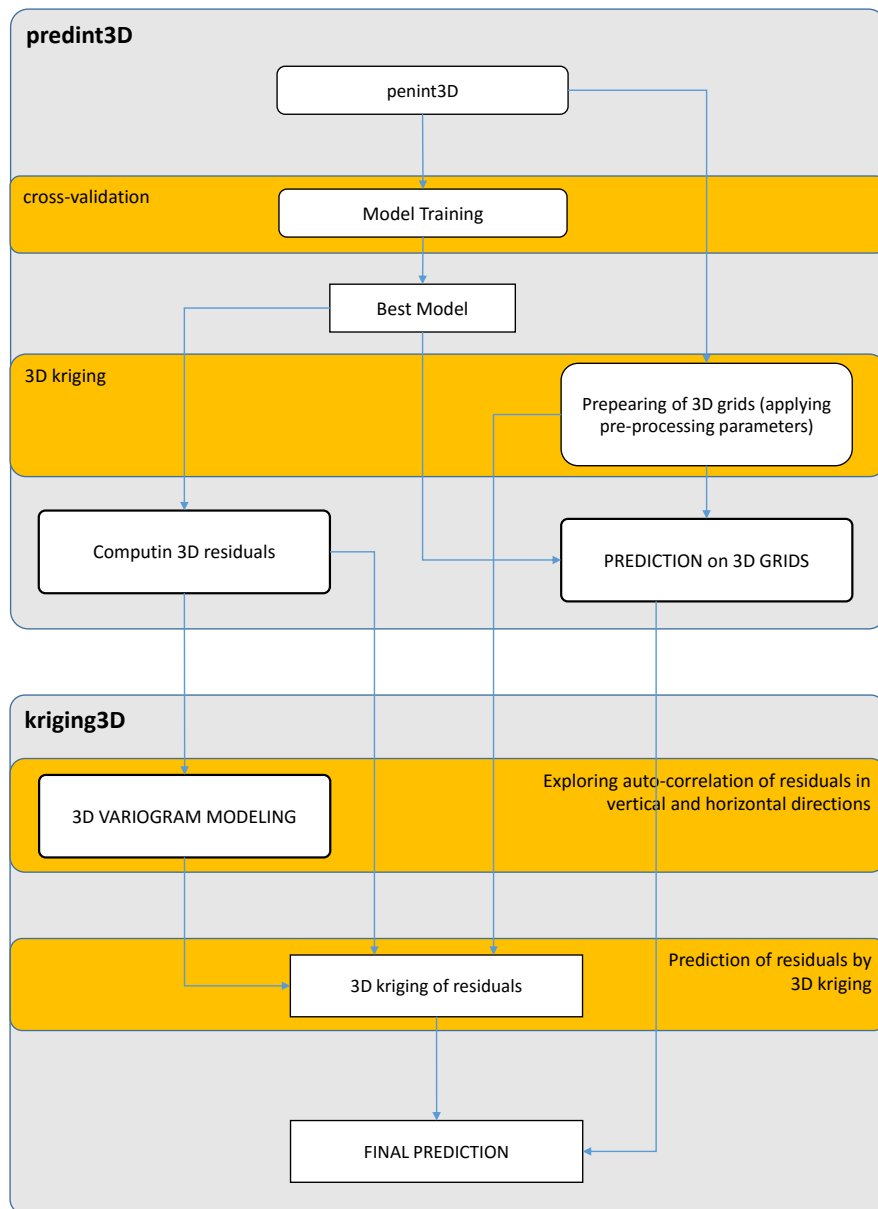 predint3D
penint3D
cross-validation
Model Training
Best Model
3D kriging
Prepearing of 3D grids (applying
pre-processing parameters)
Computin 3D residuals
PREDICTION on 3D GRIDS
kriging3D
Exploring auto-correlation of residuals in
vertical and horizontal directions
3D VARIOGRAM MODELING
Prediction of residuals by
3D kriging
3D kriging of residuals
FINAL PREDICTION